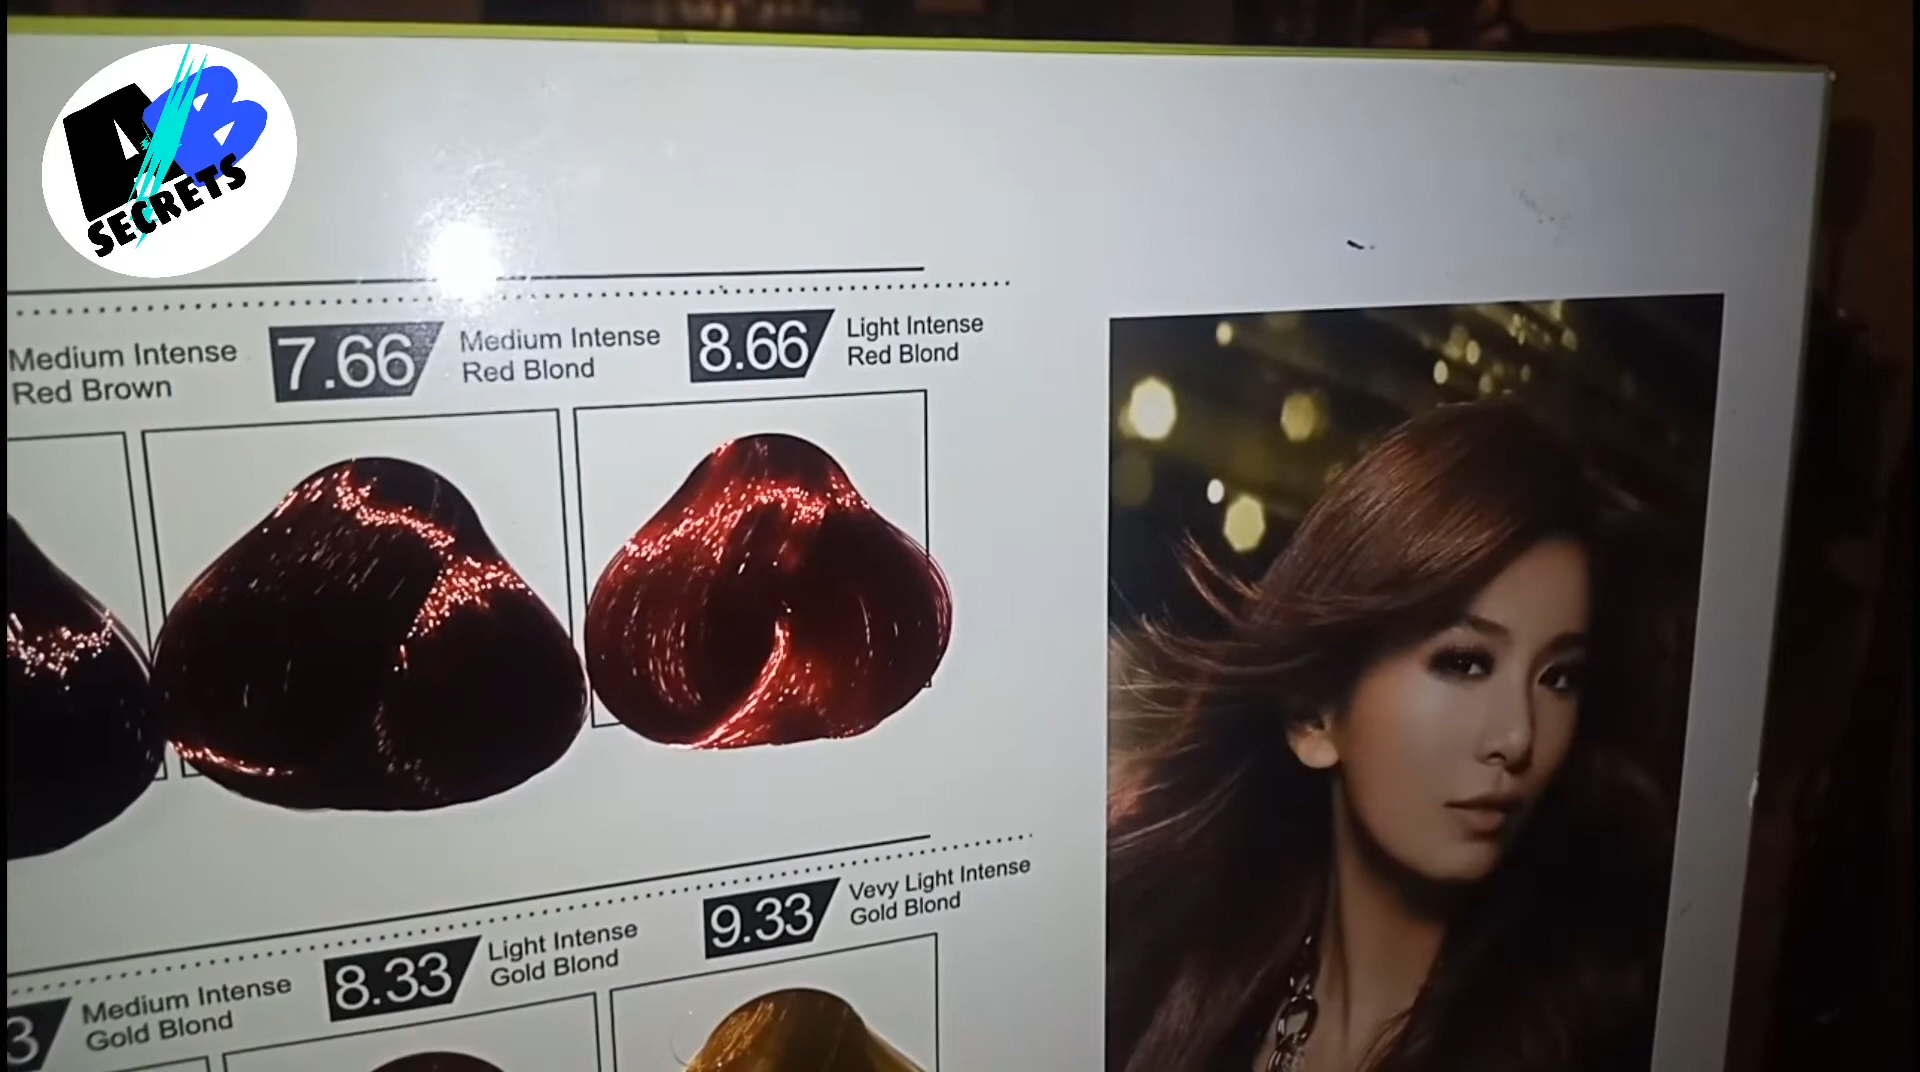 AB
SECRETS
Medium Intense
Red Brown
7.66
Medium Intense
Red Blond
8.66
Light Intense
Red Blond
3
Medium Intense
Gold Blond
8.33
Light Intense
Gold Blond
9.33
Vevy Light Intense
Gold Blond